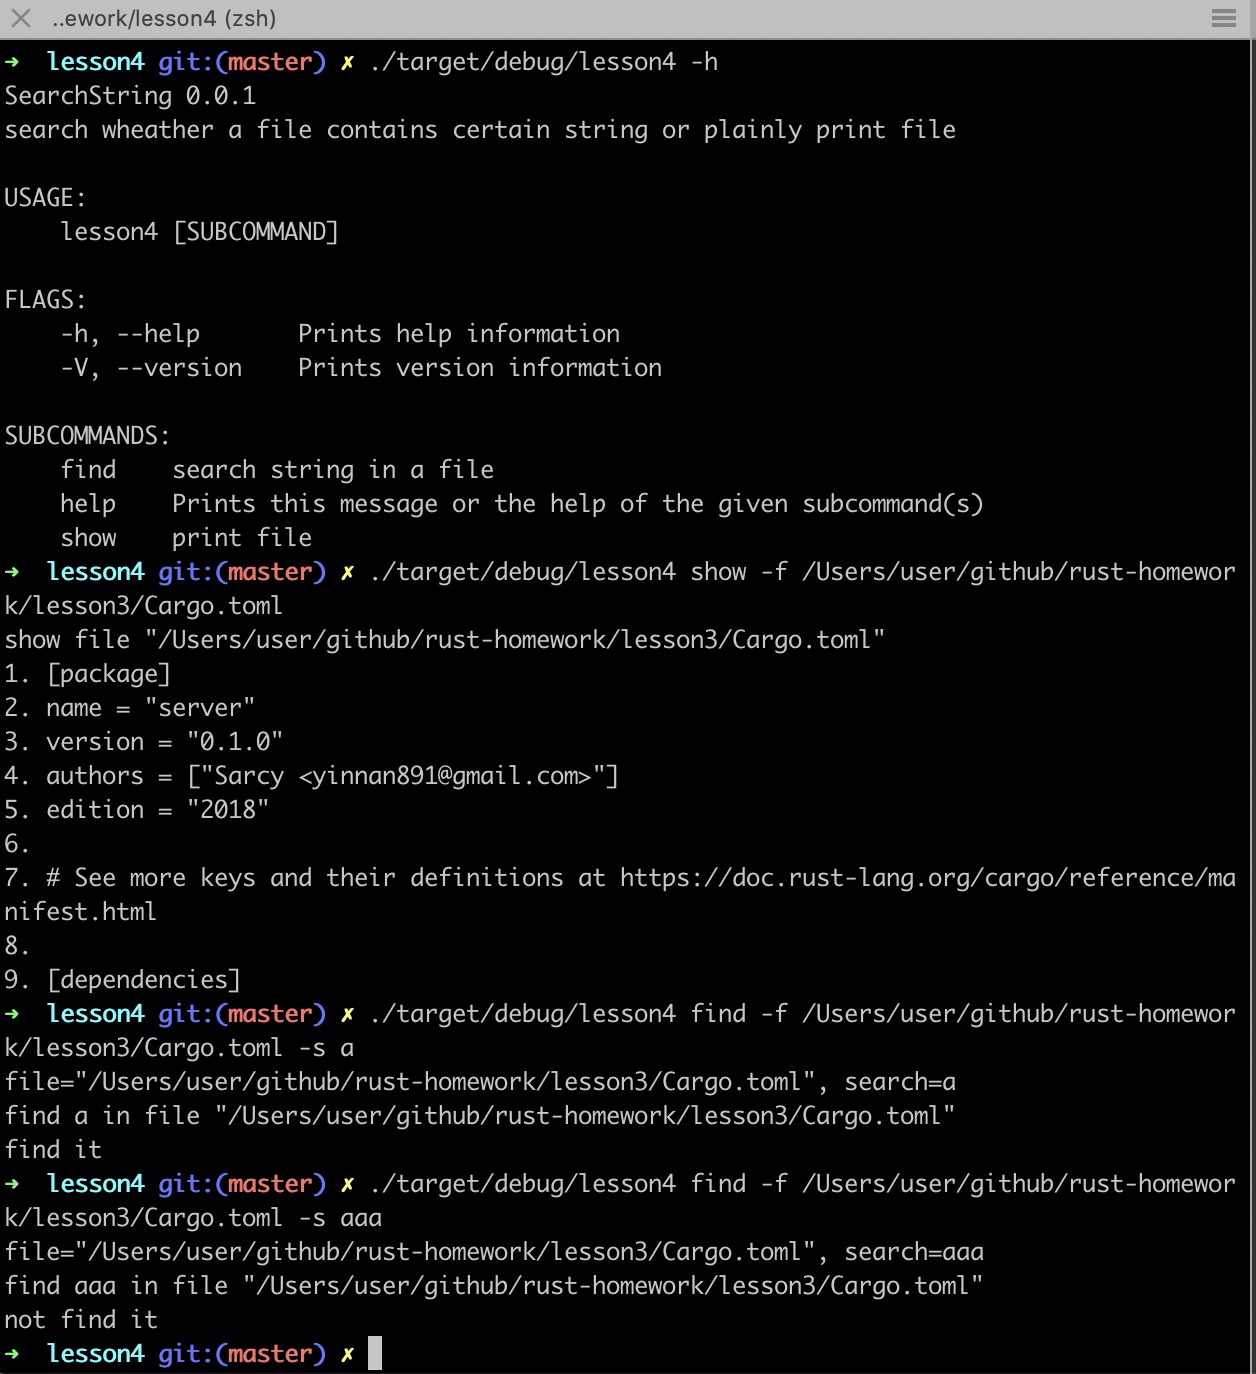 ..ework/lesson4 (zsh)
➜  lesson4 git:(master) ✗ ./target/debug/lesson4 -h
SearchString 0.0.1
search wheather a file contains certain string or plainly print file

USAGE:
    lesson4 [SUBCOMMAND]

FLAGS:
    -h, --help       Prints help information
    -V, --version    Prints version information

SUBCOMMANDS:
    find    search string in a file
    help    Prints this message or the help of the given subcommand(s)
    show    print file
➜  lesson4 git:(master) ✗ ./target/debug/lesson4 show -f /Users/user/github/rust-homewor
k/lesson3/Cargo.toml
show file "/Users/user/github/rust-homework/lesson3/Cargo.toml"
1. [package]
2. name = "server"
3. version = "0.1.0"
4. authors = ["Sarcy <yinnan891@gmail.com>"]
5. edition = "2018"
6.
7. # See more keys and their definitions at https://doc.rust-lang.org/cargo/reference/ma
nifest.html
8.
9. [dependencies]
➜  lesson4 git:(master) ✗ ./target/debug/lesson4 find -f /Users/user/github/rust-homewor
k/lesson3/Cargo.toml -s a
file="/Users/user/github/rust-homework/lesson3/Cargo.toml", search=a
find a in file "/Users/user/github/rust-homework/lesson3/Cargo.toml"
find it
➜  lesson4 git:(master) ✗ ./target/debug/lesson4 find -f /Users/user/github/rust-homewor
k/lesson3/Cargo.toml -s aaa
file="/Users/user/github/rust-homework/lesson3/Cargo.toml", search=aaa
find aaa in file "/Users/user/github/rust-homework/lesson3/Cargo.toml"
not find it
➜  lesson4 git:(master) ✗